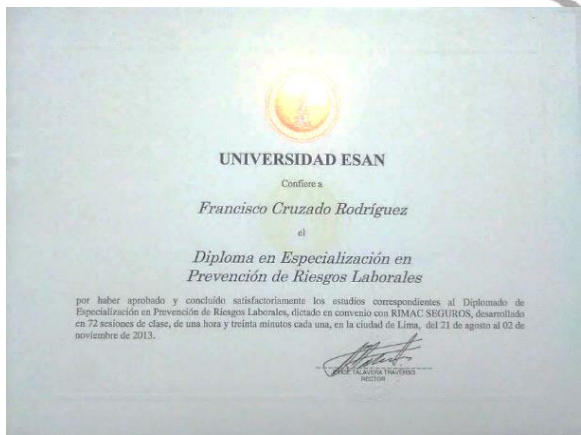 UNIVERSIDAD ESAN
Confiere a
Francisco Cruzado Rodríguez
el
Diploma en Especialización en
Prevención de Riesgos Laborales
por haber aprobado y concluido satisfactoriamente los estudios correspondientes al Diplomado de
Especialización en Prevención de Riesgos Laborales, dictado en convenio con RIMAC SEGUROS, desarrollado
en 72 sesiones de clase, de una hora y treinta minutos cada una, en la ciudad de Lima, del 21 de agosto al 02 de
noviembre de 2013.
TALAVERA TRAVERSO
RECTOR